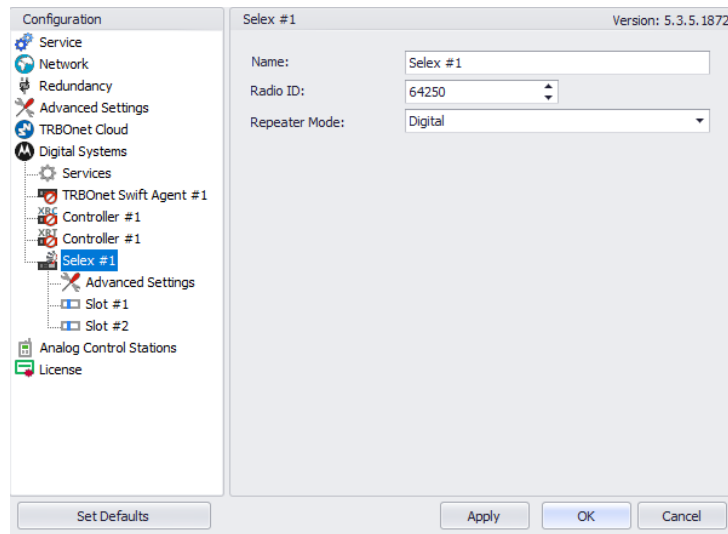 Configuration
Service
Network
Redundancy
Advanced Settings
TRBOnet Cloud
Digital Systems
Services
TRBOnet Swift Agent #1
XRC
Controller #1
XRT
Controller #1
Selex #1
Advanced Settings
Slot #1
Slot #2
Analog Control Stations
License
Set Defaults
Selex #1 Version: 5.3.5.1872
Name: Selex #1
Radio ID: 64250
Repeater Mode: Digital
Apply OK Cancel